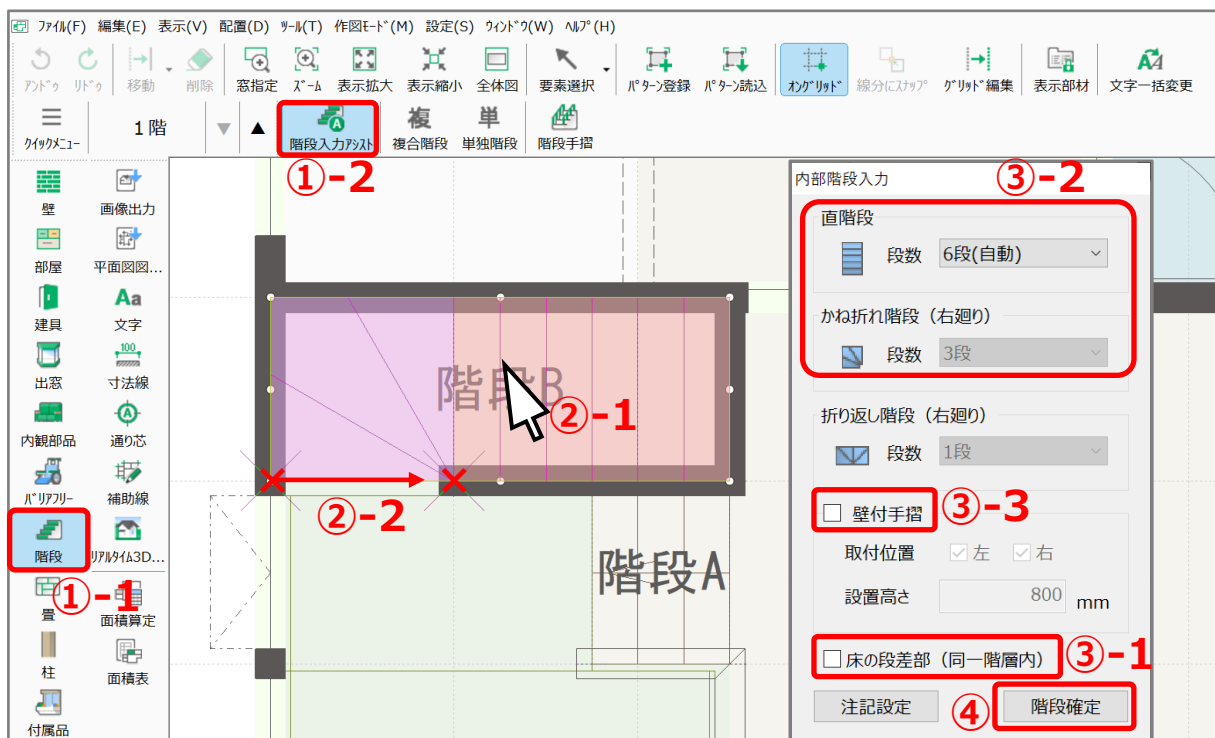 ﾌｧｲﾙ(F) 編集(E) 表示(V) 配置(D) ﾂｰﾙ(T) 作図ﾓｰﾄﾞ(M) 設定(S) ｳｨﾝﾄﾞｳ(W) ﾍﾙﾌﾟ(H)
ｱﾝﾄﾞｩ ﾘﾄﾞｩ 移動 削除 窓指定 ｽﾞｰﾑ 表示拡大 表示縮小 全体図 要素選択 ﾊﾟﾀｰﾝ登録 ﾊﾟﾀｰﾝ読込 ｵﾝｸﾞﾘｯﾄﾞ 線分にｽﾅｯﾌﾟ ｸﾞﾘｯﾄﾞ編集 表示部材 文字一括変更
複 単
1 階 ▼ ▲
ｸｲｯｸﾒﾆｭｰ 階段入力ｱｼｽﾄ 複合階段 単独階段 階段手摺
①-2
壁 画像出力
部屋 平面図図...
Aa
建具 文字
100
出窓 寸法線
内観部品 通り芯
ﾊﾞﾘｱﾌﾘｰ 補助線
階段 ﾘｱﾙﾀｲﾑ3D...
①-1
畳 面積算定
柱 面積表
付属品
階段B
②-1
②-2
階段A
内部階段入力
③-2
直階段
段数 6段(自動)
かね折れ階段（右廻り）
段数 3段
折り返し階段（右廻り）
段数 1段
壁付手摺 ③-3
取付位置 左 右
設置高さ 800 mm
床の段差部（同一階層内） ③-1
注記設定 ④ 階段確定